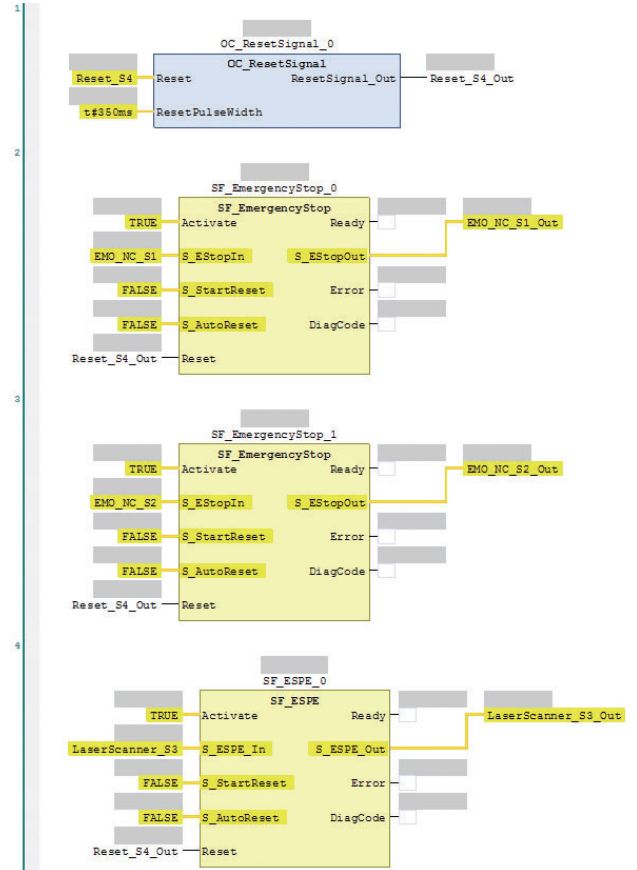 1
OC_ResetSignal_0
OC_ResetSignal
Reset_S4 Reset ResetSignal_Out Reset_S4_Out
t#350ms ResetPulseWidth
2
SF_EmergencyStop_0
SF_EmergencyStop
TRUE Activate Ready EMO_NC_S1_Out
EMO_NC_S1 S_EStopIn S_EStopOut
FALSE S_StartReset Error
FALSE S_AutoReset DiagCode
Reset_S4_Out Reset
3
SF_EmergencyStop_1
SF_EmergencyStop
TRUE Activate Ready EMO_NC_S2_Out
EMO_NC_S2 S_EStopIn S_EStopOut
FALSE S_StartReset Error
FALSE S_AutoReset DiagCode
Reset_S4_Out Reset
4
SF_ESPE_0
SF_ESPE
TRUE Activate Ready LaserScanner_S3_Out
LaserScanner_S3 S_ESPE_In S_ESPE_Out
FALSE S_StartReset Error
FALSE S_AutoReset DiagCode
Reset_S4_Out Reset